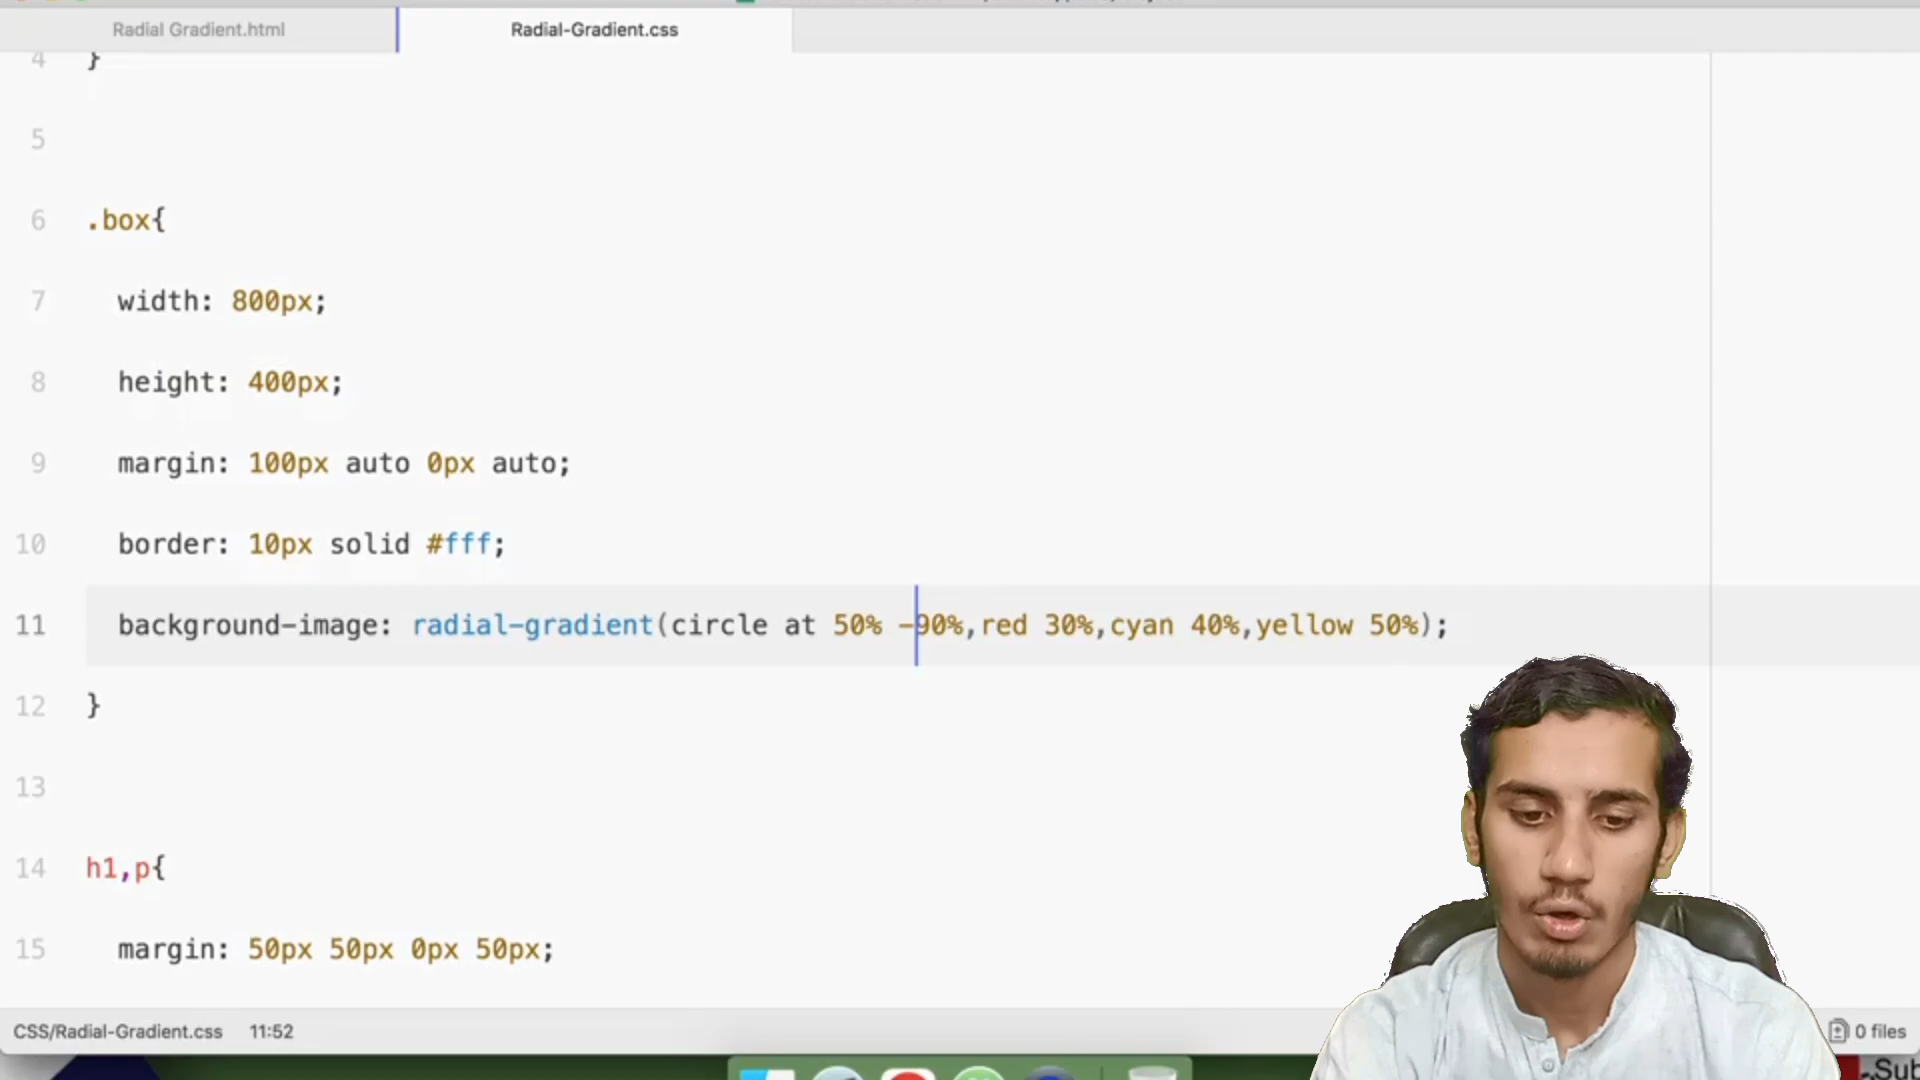 Radial Gradient.html
Radial-Gradient.css
4 }
5
6 .box{
7 width: 800px;
8 height: 400px;
9 margin: 100px auto 0px auto;
10 border: 10px solid #fff;
11 background-image: radial-gradient(circle at 50% -90%,red 30%,cyan 40%,yellow 50%);
12 }
13
14 h1,p{
15 margin: 50px 50px 0px 50px;
CSS/Radial-Gradient.css 11:52
0 files
Sub